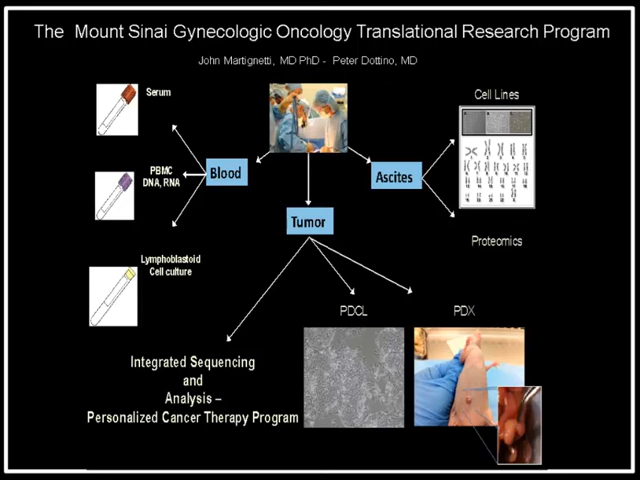 The Mount Sinai Gynecologic Oncology Translational Research Program
John Martignetti, MD PhD - Peter Dottino, MD
Serum
Cell Lines
PBMC
DNA, RNA
Blood
Ascites
Tumor
Proteomics
Lymphoblastoid
Cell culture
PDCL
PDX
Integrated Sequencing
and
Analysis –
Personalized Cancer Therapy Program